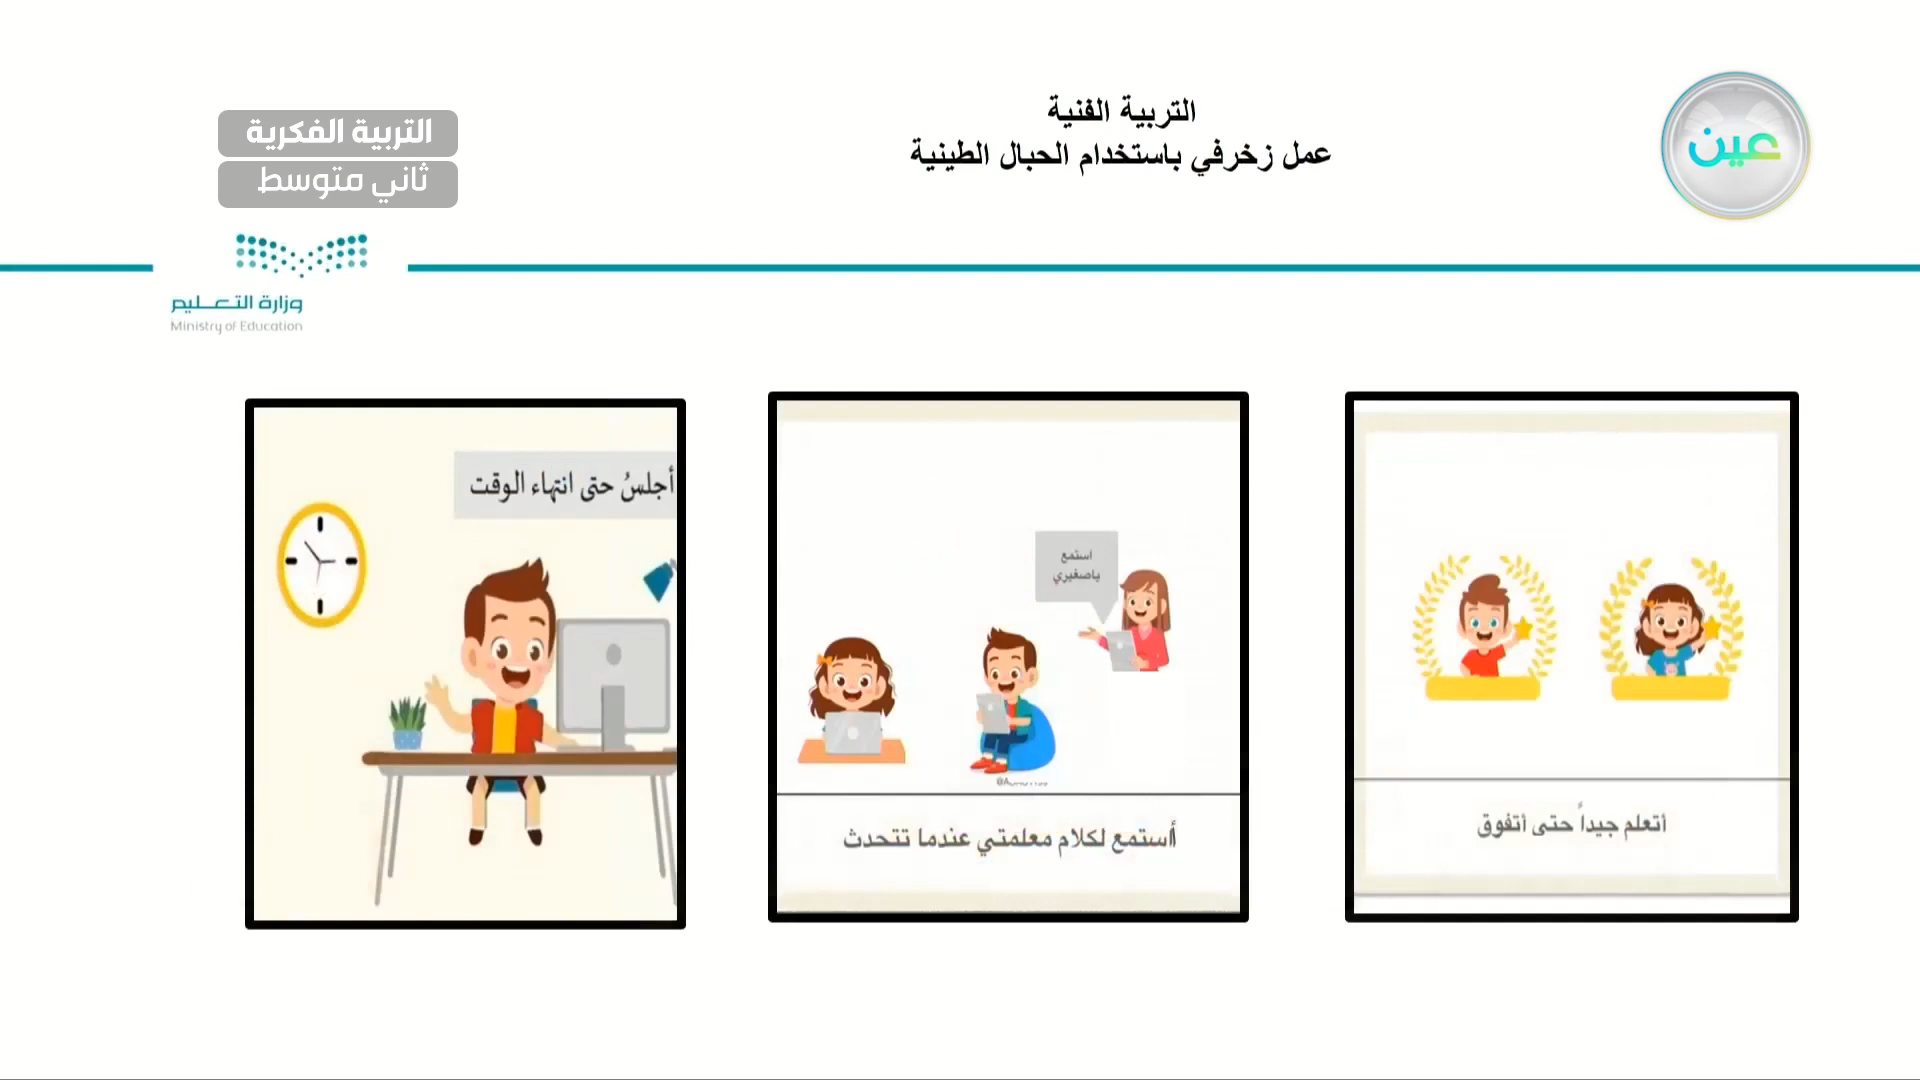 التربية الفنية
عمل زخرفي باستخدام الحبال الطينية
عين
التربية الفكرية
ثاني متوسط
وزارة التعليم
Ministry of Education
أتعلم جيداً حتى أتفوق
استمع
ياصغيري
أستمع لكلام معلمتي عندما تتحدث
أجلسُ حتى انتهاء الوقت